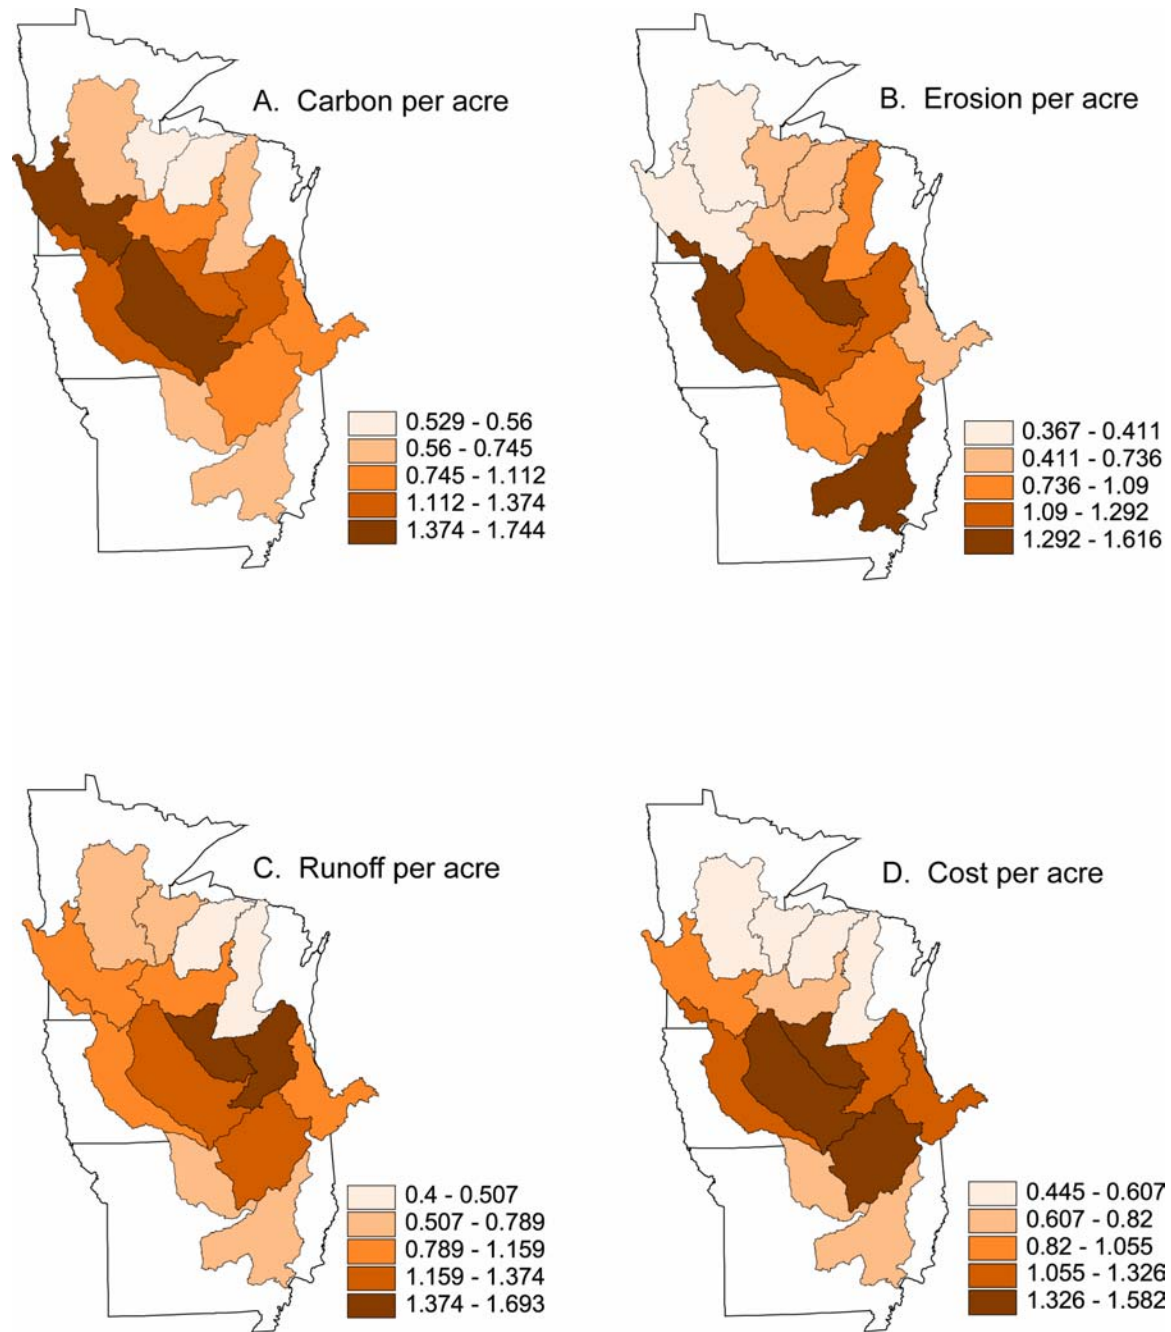 A. Carbon per acre
0.529 - 0.56
0.56 - 0.745
0.745 - 1.112
1.112 - 1.374
1.374 - 1.744
B. Erosion per acre
0.367 - 0.411
0.411 - 0.736
0.736 - 1.09
1.09 - 1.292
1.292 - 1.616
C. Runoff per acre
0.4 - 0.507
0.507 - 0.789
0.789 - 1.159
1.159 - 1.374
1.374 - 1.693
D. Cost per acre
0.445 - 0.607
0.607 - 0.82
0.82 - 1.055
1.055 - 1.326
1.326 - 1.582